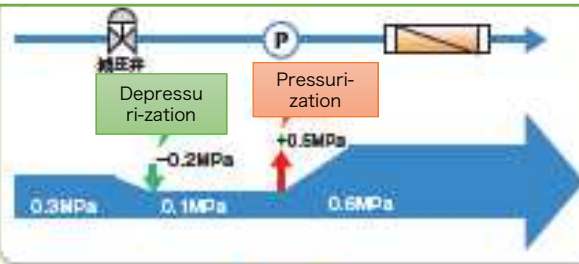 P
減圧弁
Depressu
ri-zation
Pressuri-
zation
+0.5MPa
−0.2MPa
0.3MPa
0.1MPa
0.6MPa